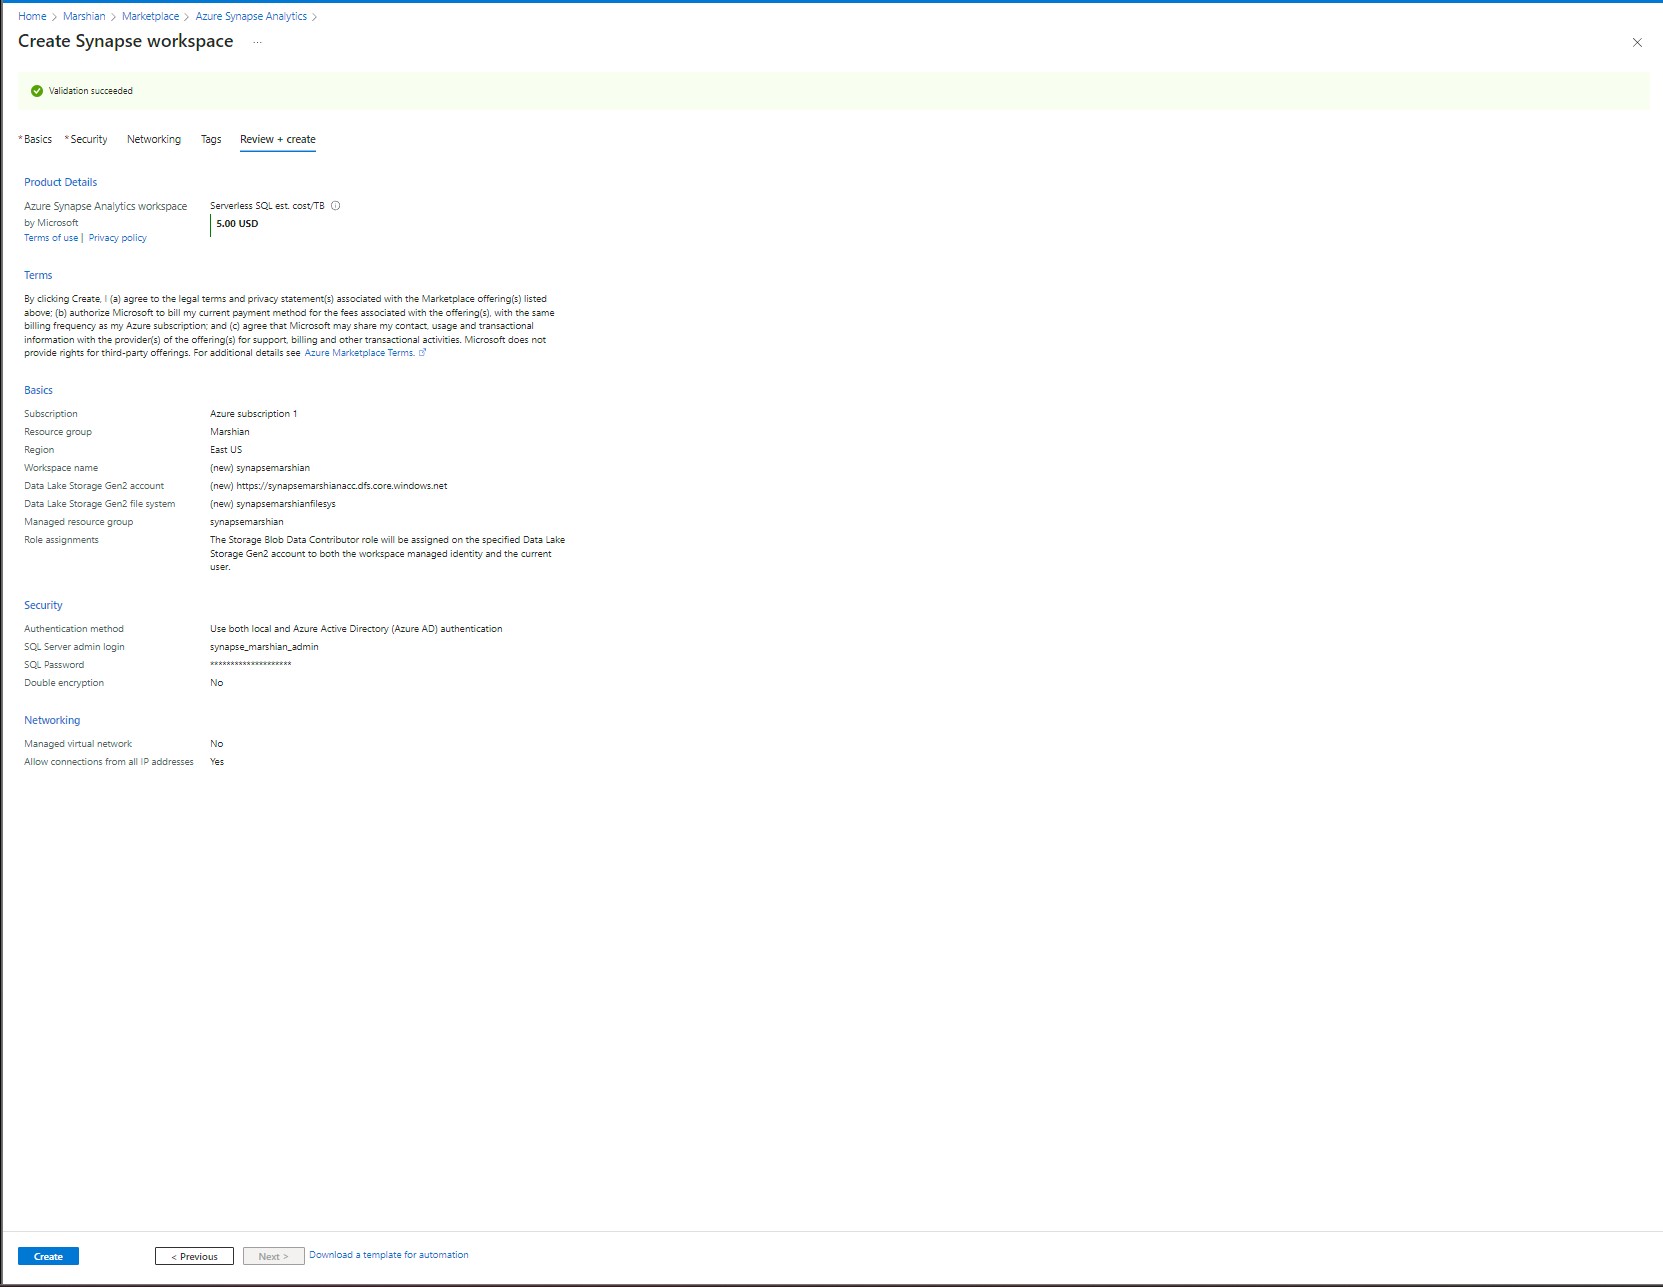 Home > Marshian > Marketplace > Azure Synapse Analytics >
Create Synapse workspace ...
Validation succeeded
* Basics * Security Networking Tags Review + create
Product Details
Azure Synapse Analytics workspace
by Microsoft
Terms of use | Privacy policy
Serverless SQL est. cost/TB
5.00 USD
Terms
By clicking Create, I (a) agree to the legal terms and privacy statement(s) associated with the Marketplace offering(s) listed
above; (b) authorize Microsoft to bill my current payment method for the fees associated with the offering(s), with the same
billing frequency as my Azure subscription; and (c) agree that Microsoft may share my contact, usage and transactional
information with the provider(s) of the offering(s) for support, billing and other transactional activities. Microsoft does not
provide rights for third-party offerings. For additional details see Azure Marketplace Terms.
Basics
Subscription Azure subscription 1
Resource group Marshian
Region East US
Workspace name (new) synapsemarshian
Data Lake Storage Gen2 account (new) https://synapsemarshianacc.dfs.core.windows.net
Data Lake Storage Gen2 file system (new) synapsemarshianfilesys
Managed resource group synapsemarshian
Role assignments The Storage Blob Data Contributor role will be assigned on the specified Data Lake
Storage Gen2 account to both the workspace managed identity and the current
user.
Security
Authentication method Use both local and Azure Active Directory (Azure AD) authentication
SQL Server admin login synapse_marshian_admin
SQL Password ********************
Double encryption No
Networking
Managed virtual network No
Allow connections from all IP addresses Yes
Create < Previous Next > Download a template for automation